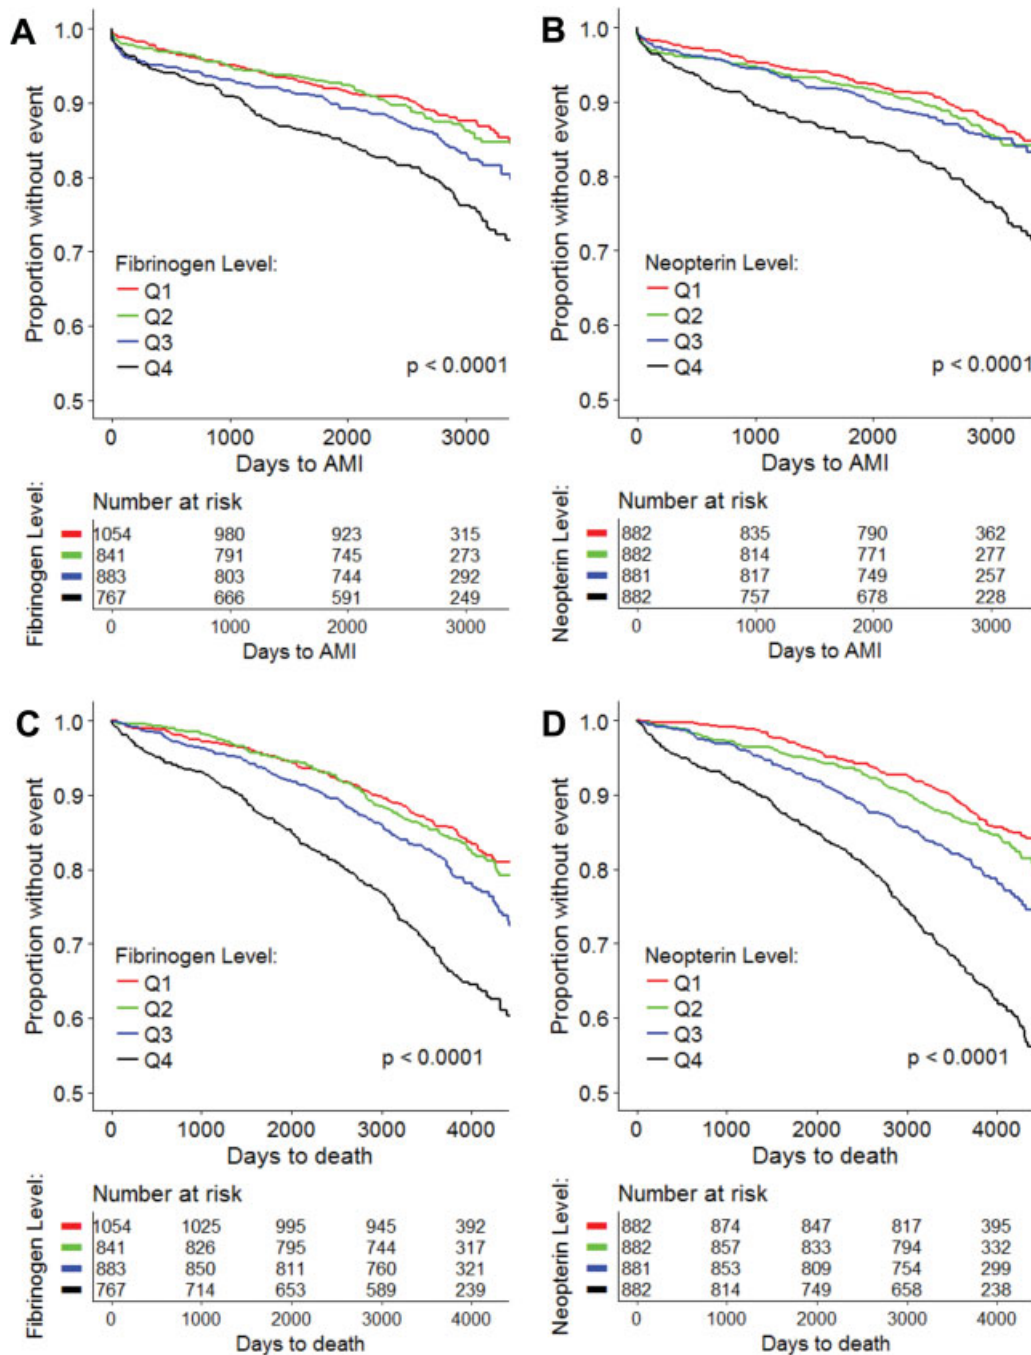 A
1.0
0.9
0.8
0.7
0.6
0.5
Proportion without event
Fibrinogen Level:
Q1
Q2
Q3
Q4
p < 0.0001
0 1000 2000 3000
Days to AMI
Number at risk
Fibrinogen Level:
1054 980 923 315
841 791 745 273
883 803 744 292
767 666 591 249
0 1000 2000 3000
Days to AMI
B
1.0
0.9
0.8
0.7
0.6
0.5
Proportion without event
Neopterin Level:
Q1
Q2
Q3
Q4
p < 0.0001
0 1000 2000 3000
Days to AMI
Number at risk
Neopterin Level:
882 835 790 362
882 814 771 277
881 817 749 257
882 757 678 228
0 1000 2000 3000
Days to AMI
C
1.0
0.9
0.8
0.7
0.6
0.5
Proportion without event
Fibrinogen Level:
Q1
Q2
Q3
Q4
p < 0.0001
0 1000 2000 3000 4000
Days to death
Number at risk
Fibrinogen Level:
1054 1025 995 945 392
841 826 795 744 317
883 850 811 760 321
767 714 653 589 239
0 1000 2000 3000 4000
Days to death
D
1.0
0.9
0.8
0.7
0.6
0.5
Proportion without event
Neopterin Level:
Q1
Q2
Q3
Q4
p < 0.0001
0 1000 2000 3000 4000
Days to death
Number at risk
Neopterin Level:
882 874 847 817 395
882 857 833 794 332
881 853 809 754 299
882 814 749 658 238
0 1000 2000 3000 4000
Days to death